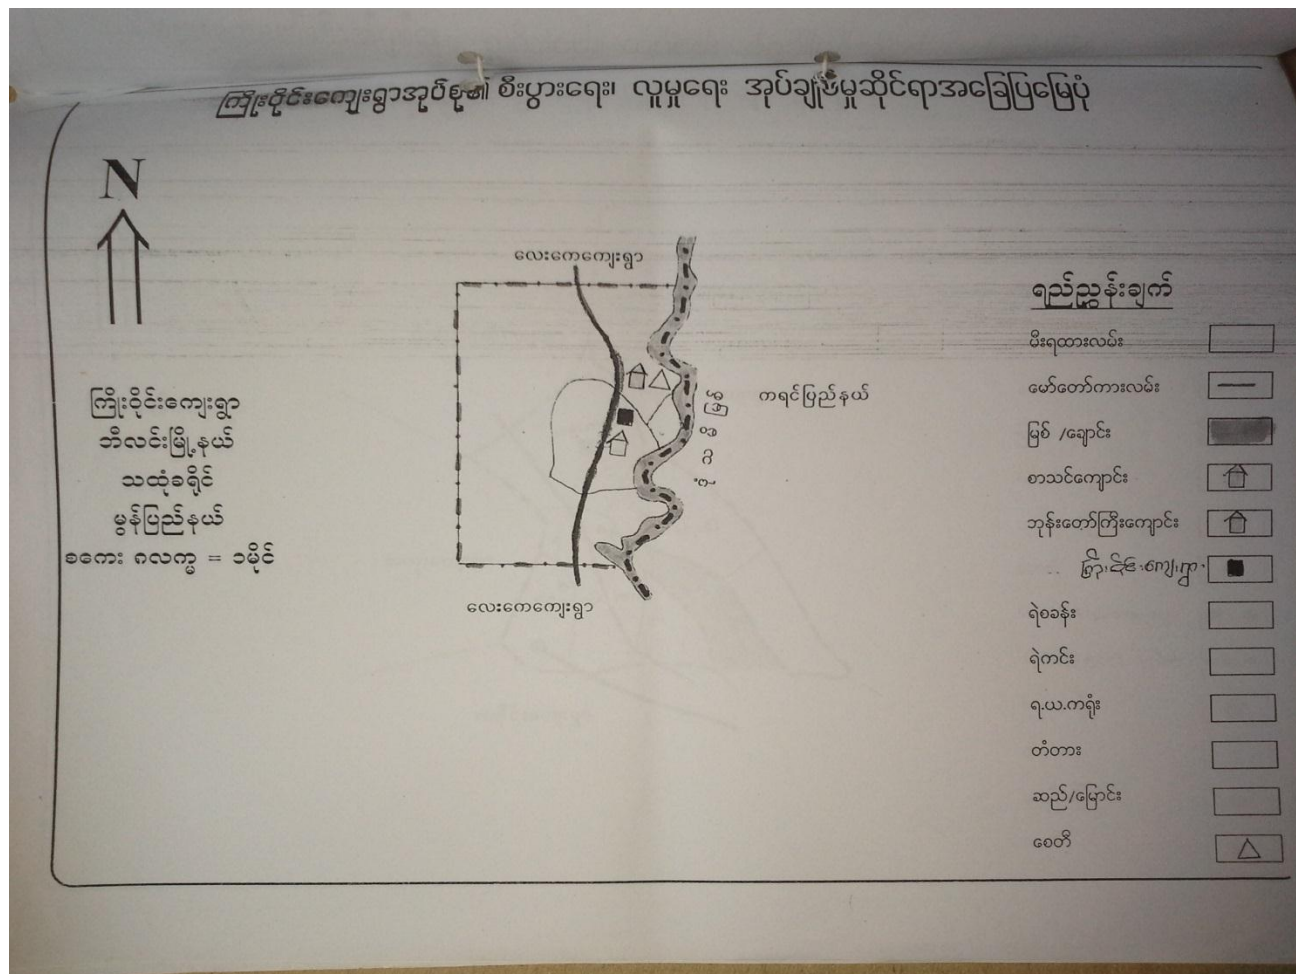 ကြိုးဝိုင်းကျေးရွာအုပ်စု၏ စီးပွားရေး၊ လူမှုရေး အုပ်ချုပ်မှုဆိုင်ရာအခြေပြမြေပုံ
N
လေးကေကျေးရွာ
ရည်ညွှန်းချက်
မီးရထားလမ်း
ကရင်ပြည်နယ်
မော်တော်ကားလမ်း
ကြိုးဝိုင်းကျေးရွာ
ဘီလင်းမြို့နယ်
မြစ် /ချောင်း
သထုံခရိုင်
စာသင်ကျောင်း
မွန်ပြည်နယ်
ဘုန်းတော်ကြီးကျောင်း
စကေး ၈လက္မ = ၁မိုင်
ကြိုးဝိုင်းကျေးရွာ
လေးကေကျေးရွာ
ရဲစခန်း
ရဲကင်း
ရ.ယ.ကရုံး
တံတား
ဆည်/မြောင်း
စေတီ